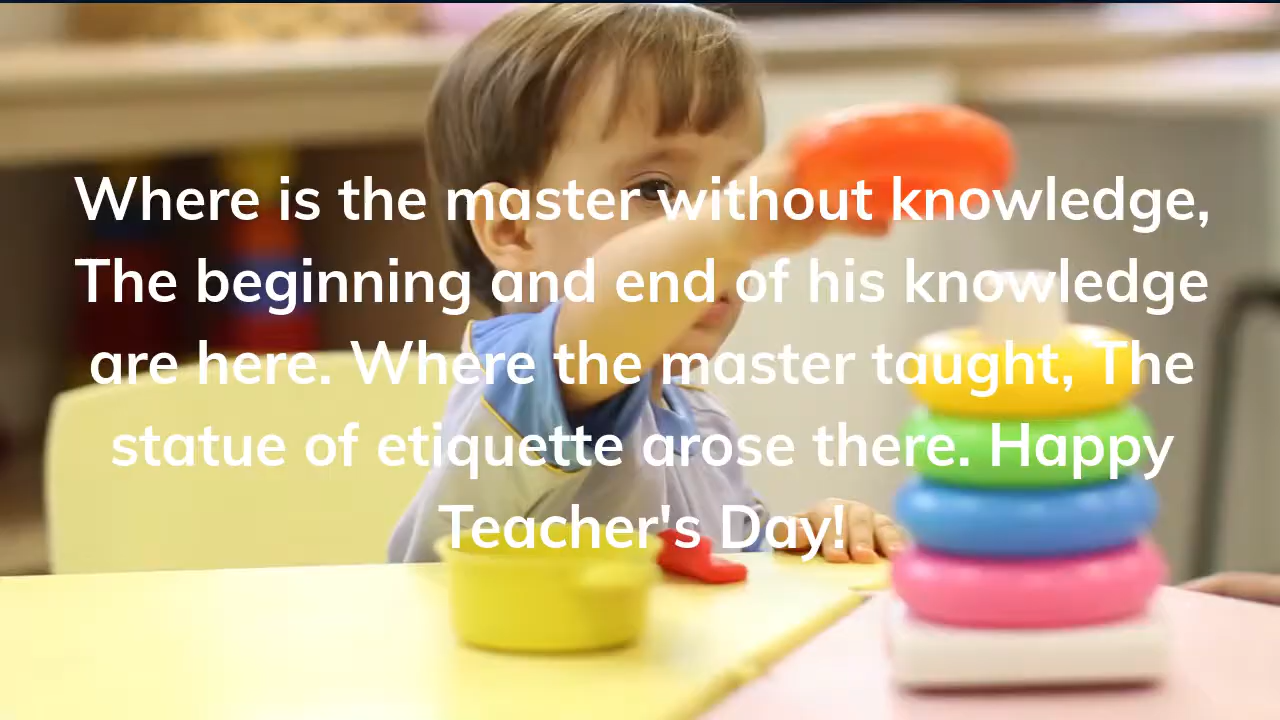 Where is the master without knowledge,
The beginning and end of his knowledge
are here. Where the master taught, The
statue of etiquette arose there. Happy
Teacher's Day!